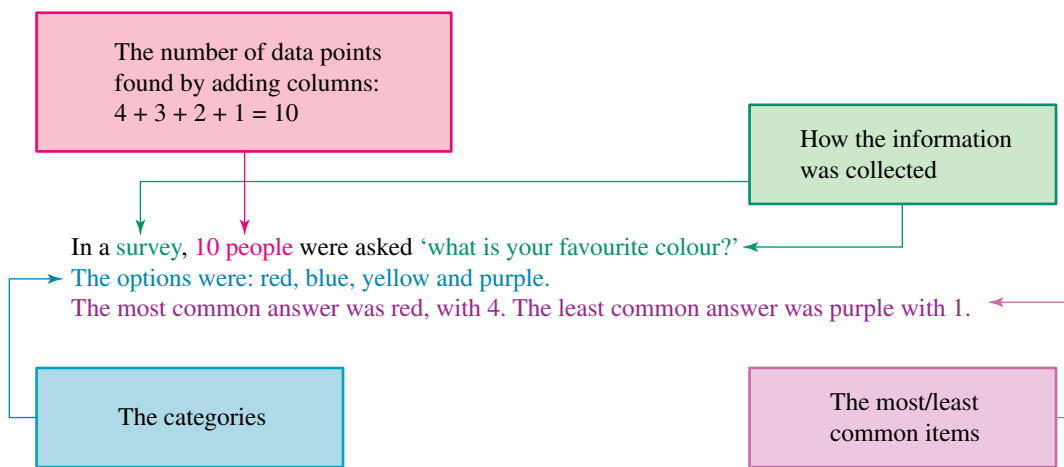 The number of data points
found by adding columns:
4 + 3 + 2 + 1 = 10
How the information
was collected
In a survey, 10 people were asked ‘what is your favourite colour?’
The options were: red, blue, yellow and purple.
The most common answer was red, with 4. The least common answer was purple with 1.
The categories
The most/least
common items